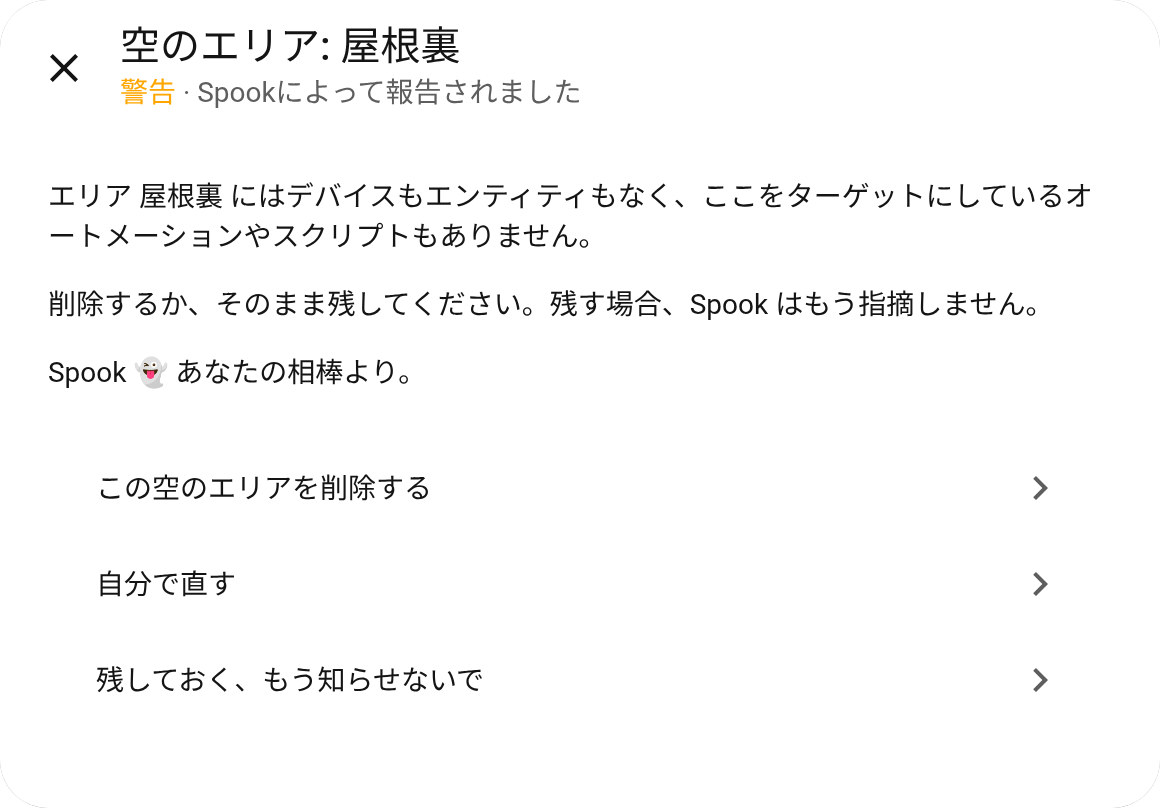 空のエリア: 屋根裏
警告 · Spookによって報告されました
エリア 屋根裏 にはデバイスもエンティティもなく、ここをターゲットにしているオ
ートメーションやスクリプトもありません。
削除するか、そのまま残してください。残す場合、Spook はもう指摘しません。
Spook 👻 あなたの相棒より。
この空のエリアを削除する
自分で直す
残しておく、もう知らせないで